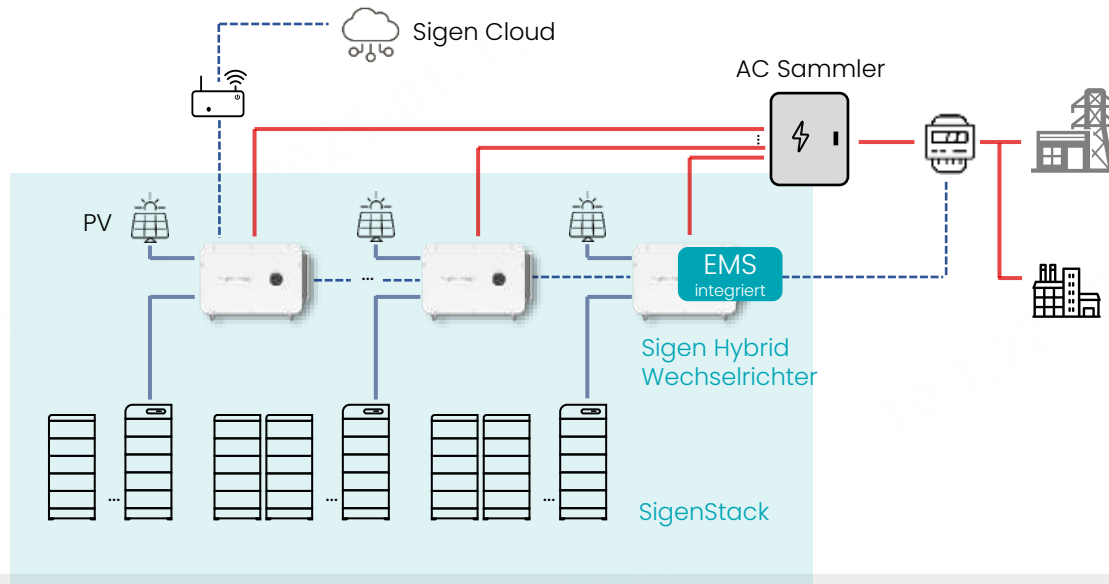 Sigen Cloud
AC Sammler
PV
EMS
integriert
Sigen Hybrid
Wechselrichter
SigenStack